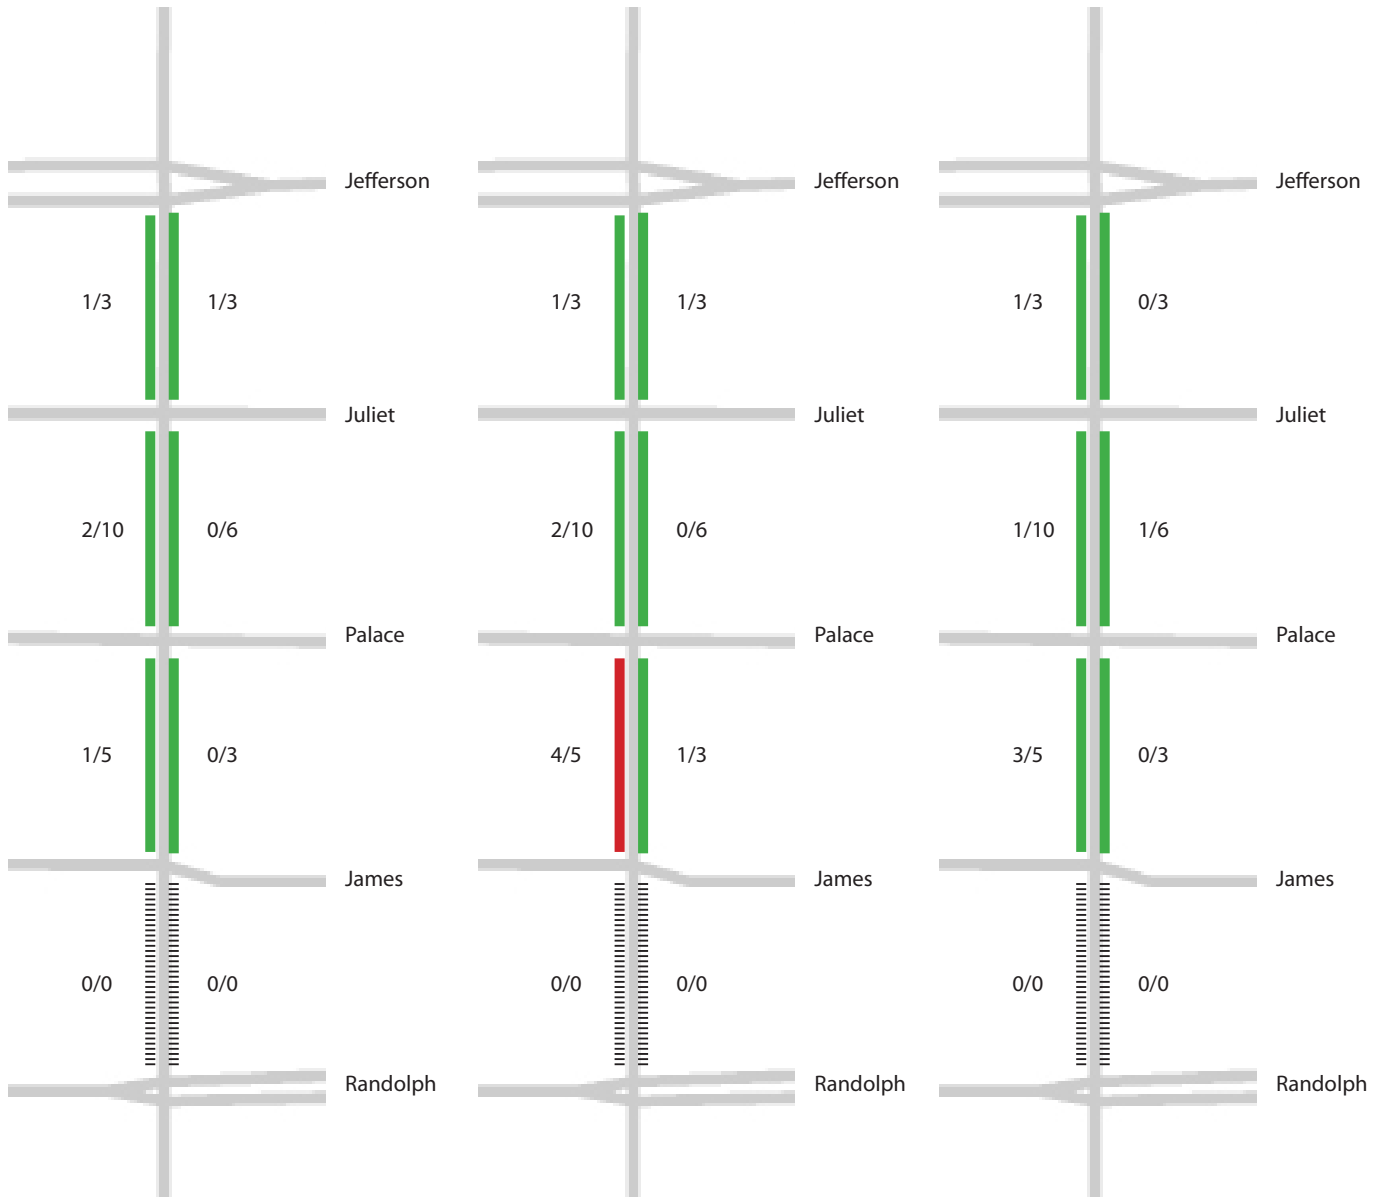 Jefferson Jefferson Jefferson
1/3 1/3 1/3 1/3 1/3 0/3
Juliet Juliet Juliet
2/10 0/6 2/10 0/6 1/10 1/6
Palace Palace Palace
1/5 0/3 4/5 1/3 3/5 0/3
James James James
0/0 0/0 0/0 0/0 0/0 0/0
Randolph Randolph Randolph